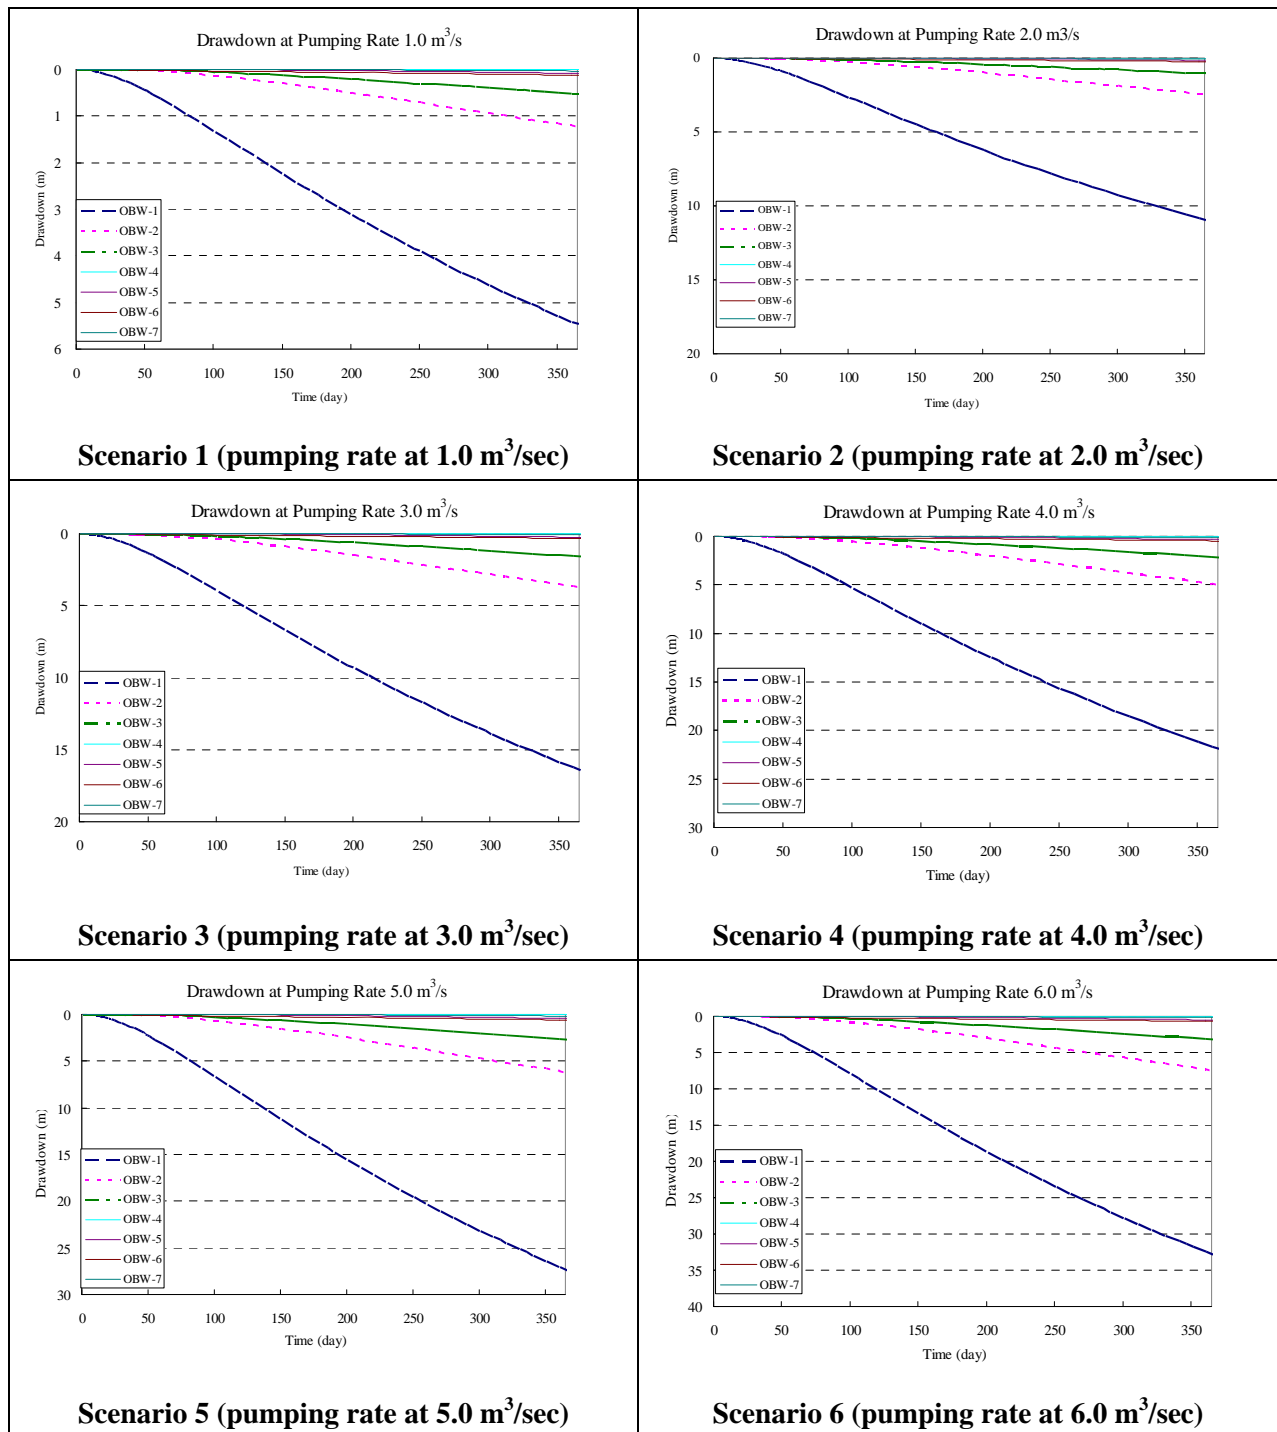 Drawdown at Pumping Rate 1.0 m³/s
0
1
2
3
4
5
6
Drawdown (m)
OBW-1
OBW-2
OBW-3
OBW-4
OBW-5
OBW-6
OBW-7
0 50 100 150 200 250 300 350
Time (day)
Scenario 1 (pumping rate at 1.0 m³/sec)
Drawdown at Pumping Rate 2.0 m3/s
0
5
10
15
20
Drawdown (m)
OBW-1
OBW-2
OBW-3
OBW-4
OBW-5
OBW-6
OBW-7
0 50 100 150 200 250 300 350
Time (day)
Scenario 2 (pumping rate at 2.0 m³/sec)
Drawdown at Pumping Rate 3.0 m³/s
0
5
10
15
20
Drawdown (m)
OBW-1
OBW-2
OBW-3
OBW-4
OBW-5
OBW-6
OBW-7
0 50 100 150 200 250 300 350
Time (day)
Scenario 3 (pumping rate at 3.0 m³/sec)
Drawdown at Pumping Rate 4.0 m³/s
0
5
10
15
20
25
30
Drawdown (m)
OBW-1
OBW-2
OBW-3
OBW-4
OBW-5
OBW-6
OBW-7
0 50 100 150 200 250 300 350
Time (day)
Scenario 4 (pumping rate at 4.0 m³/sec)
Drawdown at Pumping Rate 5.0 m³/s
0
5
10
15
20
25
30
Drawdown (m)
OBW-1
OBW-2
OBW-3
OBW-4
OBW-5
OBW-6
OBW-7
0 50 100 150 200 250 300 350
Time (day)
Scenario 5 (pumping rate at 5.0 m³/sec)
Drawdown at Pumping Rate 6.0 m³/s
0
5
10
15
20
25
30
35
40
Drawdown (m)
OBW-1
OBW-2
OBW-3
OBW-4
OBW-5
OBW-6
OBW-7
0 50 100 150 200 250 300 350
Time (day)
Scenario 6 (pumping rate at 6.0 m³/sec)